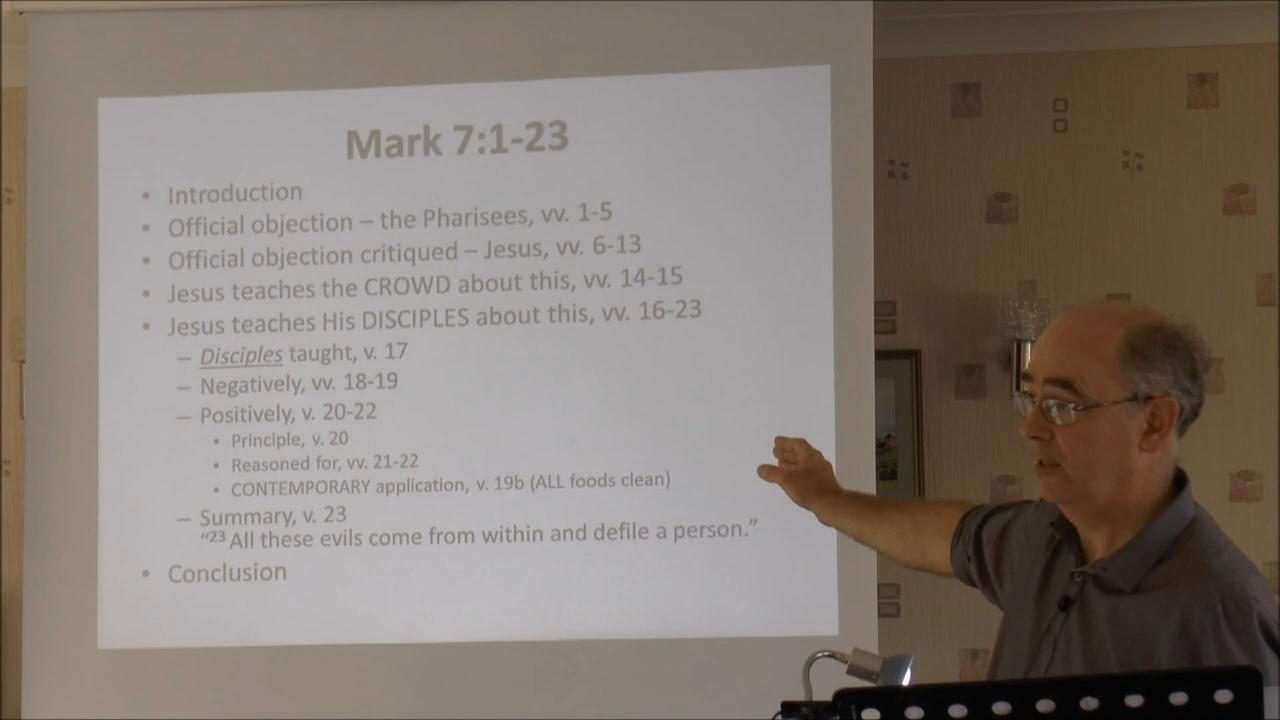 Mark 7:1-23
• Introduction
• Official objection – the Pharisees, vv. 1-5
• Official objection critiqued – Jesus, vv. 6-13
• Jesus teaches the CROWD about this, vv. 14-15
• Jesus teaches His DISCIPLES about this, vv. 16-23
– Disciples taught, v. 17
– Negatively, vv. 18-19
– Positively, v. 20-22
• Principle, v. 20
• Reasoned for, vv. 21-22
• CONTEMPORARY application, v. 19b (ALL foods clean)
– Summary, v. 23
“²³ All these evils come from within and defile a person.”
• Conclusion